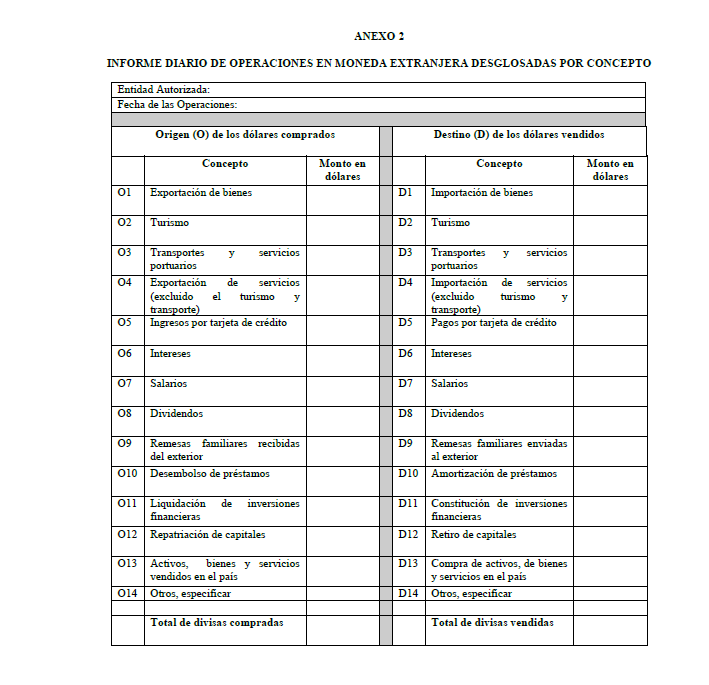 ANEXO 2
INFORME DIARIO DE OPERACIONES EN MONEDA EXTRANJERA DESGLOSADAS POR CONCEPTO
Entidad Autorizada:
Fecha de las Operaciones:
Origen (O) de los dólares comprados Destino (D) de los dólares vendidos
Concepto Monto en Concepto Monto en
dólares dólares
O1 Exportación de bienes D1 Importación de bienes
O2 Turismo D2 Turismo
O3 Transportes y servicios D3 Transportes y servicios
portuarios portuarios
O4 Exportación de servicios D4 Importación de servicios
(excluido el turismo y (excluido turismo y
transporte) transporte)
O5 Ingresos por tarjeta de crédito D5 Pagos por tarjeta de crédito
O6 Intereses D6 Intereses
O7 Salarios D7 Salarios
O8 Dividendos D8 Dividendos
O9 Remesas familiares recibidas D9 Remesas familiares enviadas
del exterior al exterior
O10 Desembolso de préstamos D10 Amortización de préstamos
O11 Liquidación de inversiones D11 Constitución de inversiones
financieras financieras
O12 Repatriación de capitales D12 Retiro de capitales
O13 Activos, bienes y servicios D13 Compra de activos, de bienes
vendidos en el país y servicios en el país
O14 Otros, especificar D14 Otros, especificar
Total de divisas compradas Total de divisas vendidas